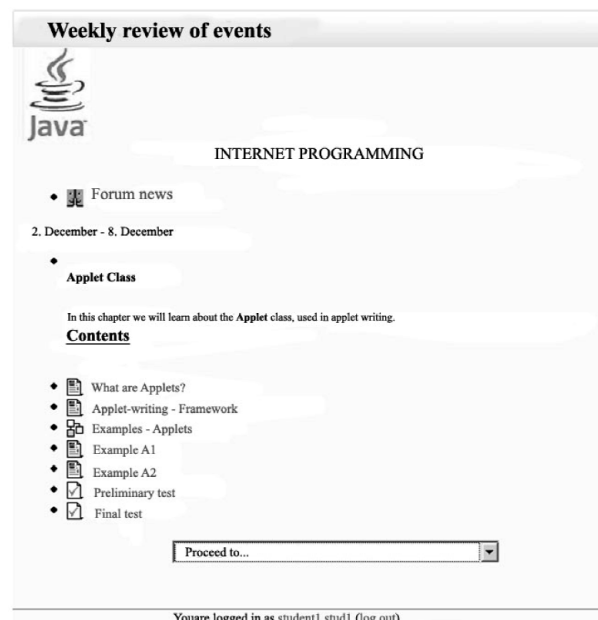 Weekly review of events
Java
INTERNET PROGRAMMING
Forum news
2. December - 8. December
Applet Class
In this chapter we will learn about the Applet class, used in applet writing.
Contents
What are Applets?
Applet-writing - Framework
Examples - Applets
Example A1
Example A2
Preliminary test
Final test
Proceed to...
Youare logged in as student1 stud1 (log out)